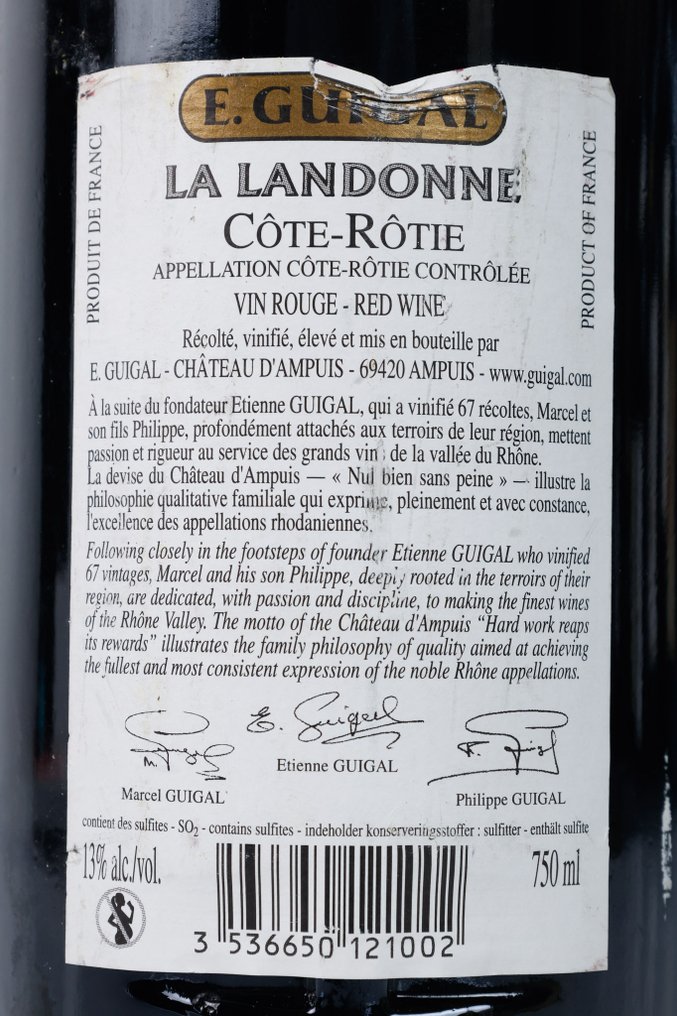 E. GUIGAL
LA LANDONNE
CÔTE-RÔTIE
APPELLATION CÔTE-RÔTIE CONTRÔLÉE
VIN ROUGE - RED WINE
PRODUIT DE FRANCE
PRODUCT OF FRANCE
Récolté, vinifié, élevé et mis en bouteille par
E. GUIGAL - CHÂTEAU D'AMPUIS - 69420 AMPUIS - www.guigal.com
À la suite du fondateur Etienne GUIGAL, qui a vinifié 67 récoltes, Marcel et
son fils Philippe, profondément attachés aux terroirs de leur région, mettent
passion et rigueur au service des grands vins de la vallée du Rhône.
La devise du Château d'Ampuis — « Nul bien sans peine » — illustre la
philosophie qualitative familiale qui exprime, pleinement et avec constance,
l'excellence des appellations rhodaniennes.
Following closely in the footsteps of founder Etienne GUIGAL who vinified
67 vintages, Marcel and his son Philippe, deeply rooted in the terroirs of their
region, are dedicated, with passion and discipline, to making the finest wines
of the Rhône Valley. The motto of the Château d'Ampuis “Hard work reaps
its rewards” illustrates the family philosophy of quality aimed at achieving
the fullest and most consistent expression of the noble Rhône appellations.
E. Guigal
Etienne GUIGAL
Marcel GUIGAL
Philippe GUIGAL
contient des sulfites - SO₂ - contains sulfites - indeholder konserveringsstoffer : sulfitter - enthält sulfite
13% alc./vol.
750 ml
3 536650 121002